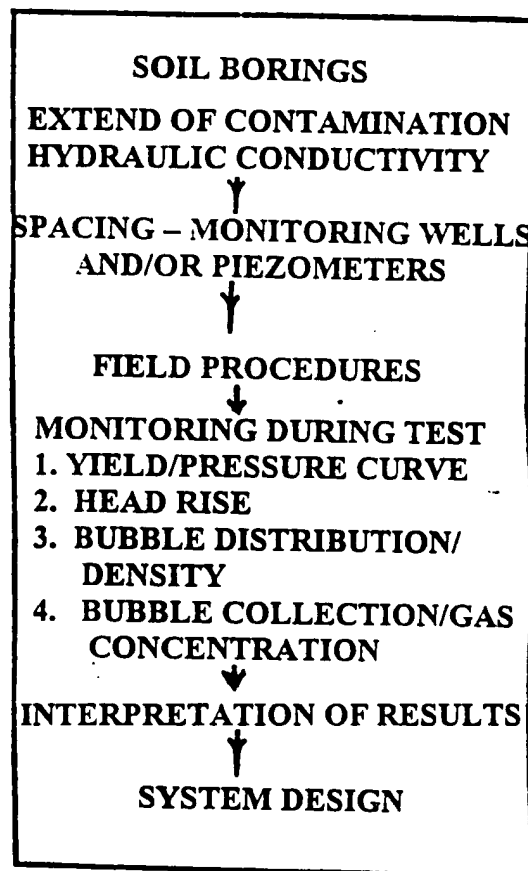 SOIL BORINGS
EXTEND OF CONTAMINATION
HYDRAULIC CONDUCTIVITY
SPACING – MONITORING WELLS
AND/OR PIEZOMETERS
FIELD PROCEDURES
MONITORING DURING TEST
1. YIELD/PRESSURE CURVE
2. HEAD RISE
3. BUBBLE DISTRIBUTION/
DENSITY
4. BUBBLE COLLECTION/GAS
CONCENTRATION
INTERPRETATION OF RESULTS
SYSTEM DESIGN